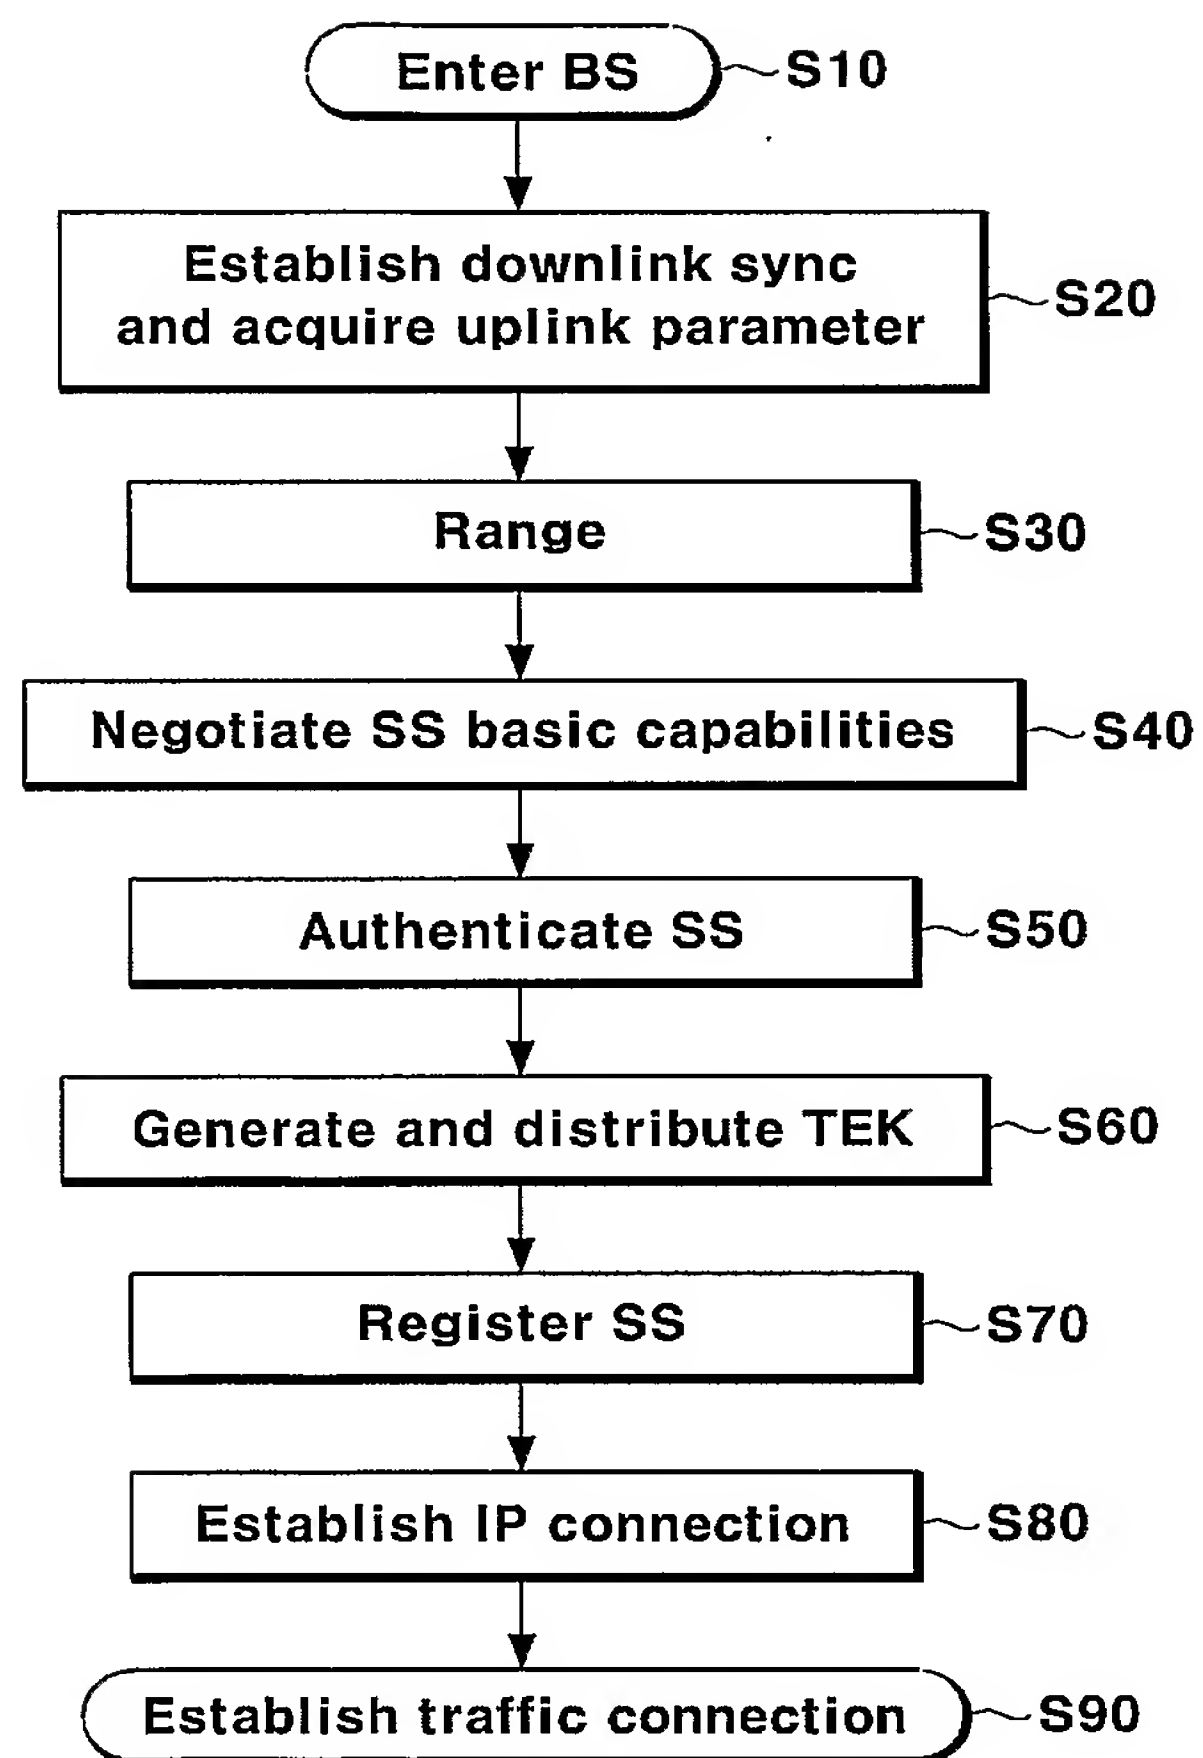 Enter BS S10
Establish downlink sync
and acquire uplink parameter S20
Range S30
Negotiate SS basic capabilities S40
Authenticate SS S50
Generate and distribute TEK S60
Register SS S70
Establish IP connection S80
Establish traffic connection S90